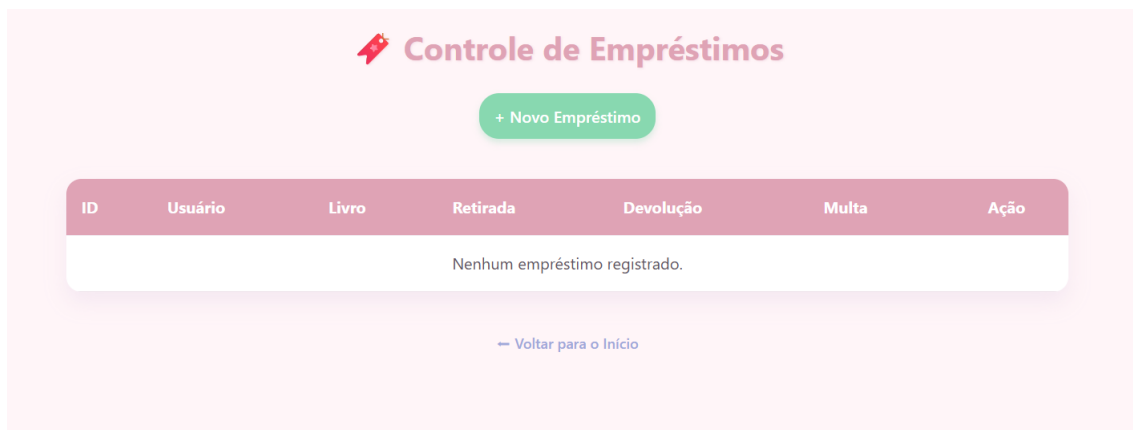 Controle de Empréstimos
+ Novo Empréstimo
ID Usuário Livro Retirada Devolução Multa Ação
Nenhum empréstimo registrado.
⬅ Voltar para o Início